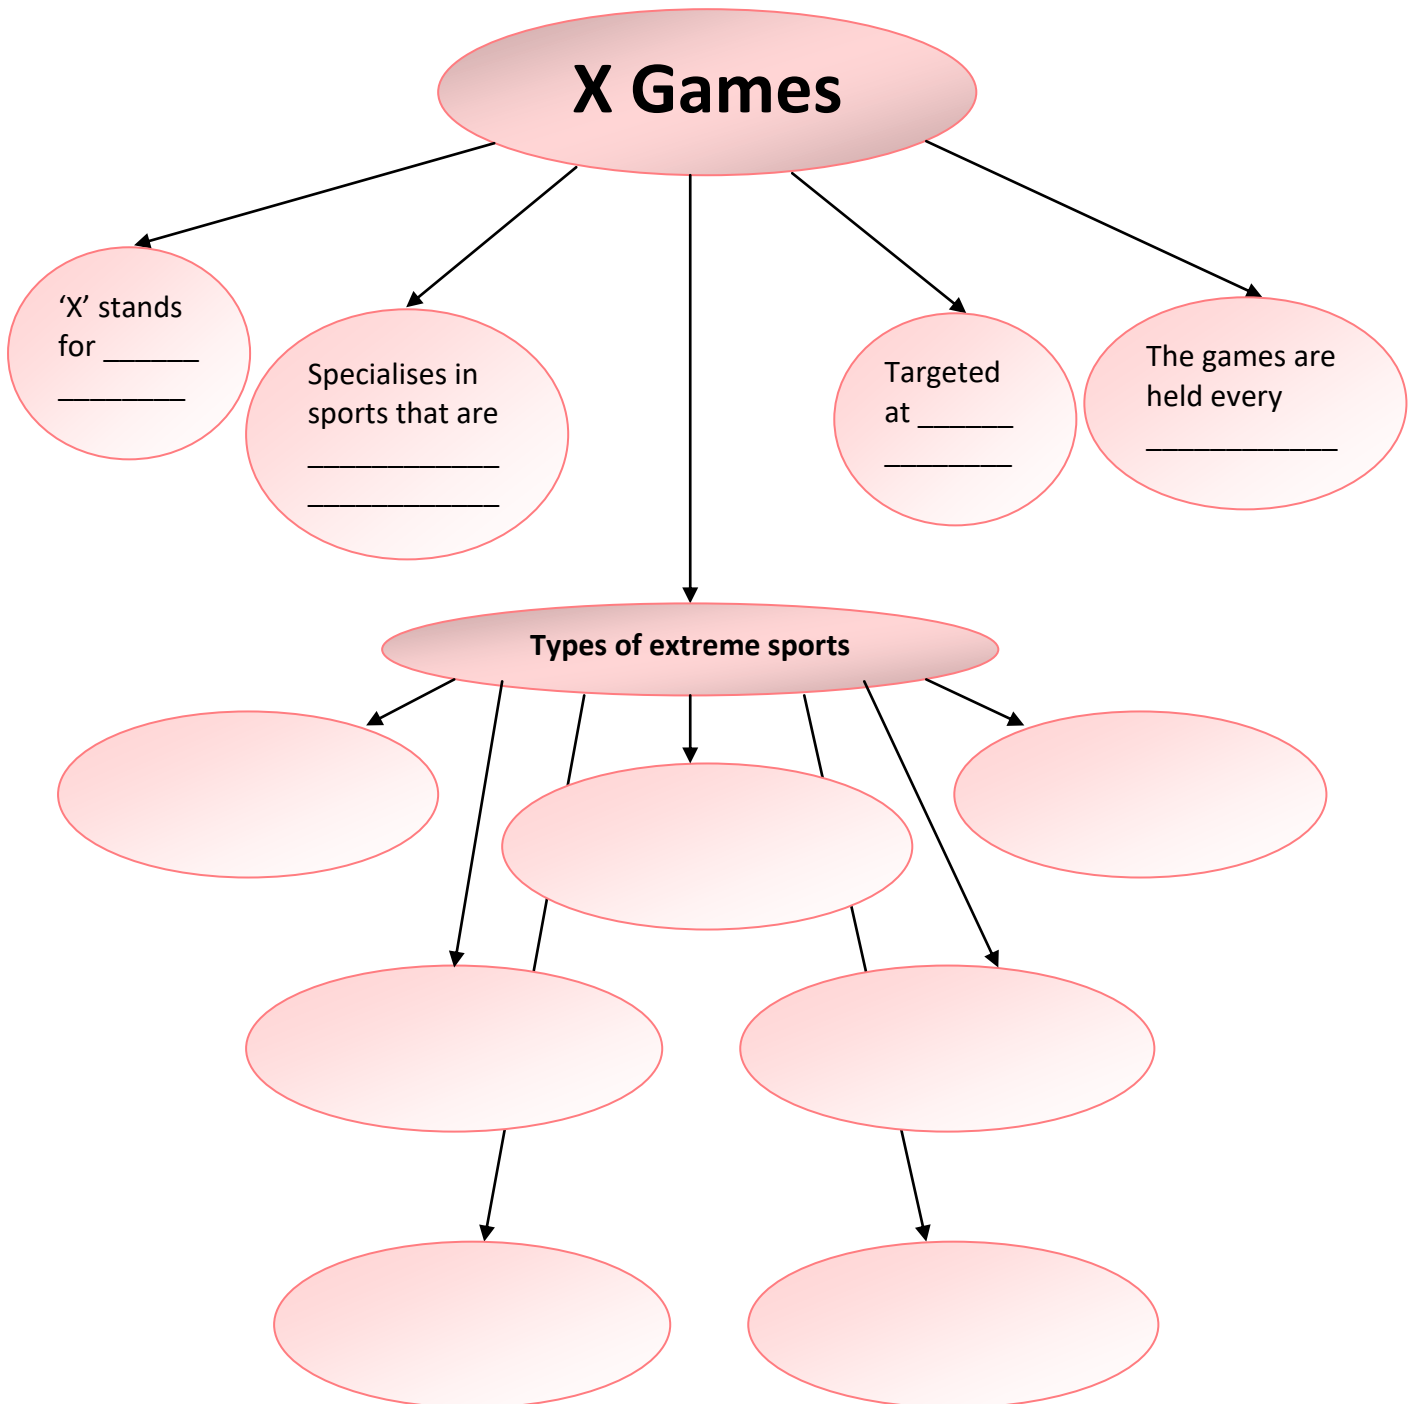 X Games
‘X’ stands
for ______
________
Specialises in
sports that are
____________
____________
Targeted
at ______
________
The games are
held every
____________
Types of extreme sports